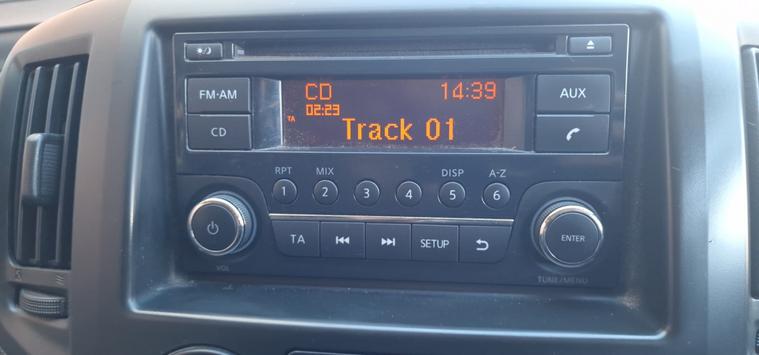 FM·AM
CD
CD 14:39
02:23
TA
Track 01
AUX
RPT MIX DISP A-Z
1 2 3 4 5 6
TA SETUP
ENTER
VOL
TUNE/MENU